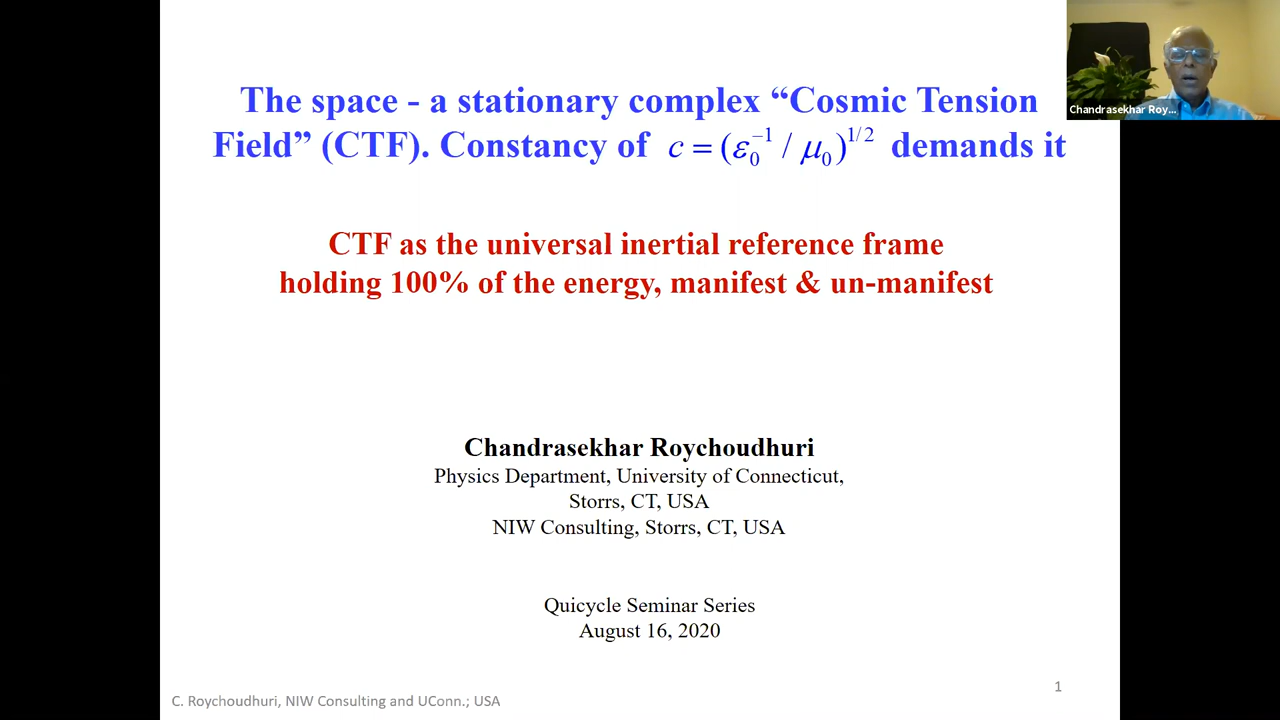 The space - a stationary complex “Cosmic Tension
Field” (CTF). Constancy of c = (ε₀⁻¹ / μ₀)^1/2 demands it
CTF as the universal inertial reference frame
holding 100% of the energy, manifest & un-manifest
Chandrasekhar Roychoudhuri
Physics Department, University of Connecticut,
Storrs, CT, USA
NIW Consulting, Storrs, CT, USA
Quicycle Seminar Series
August 16, 2020
C. Roychoudhuri, NIW Consulting and UConn.; USA
1
Chandrasekhar Roy...